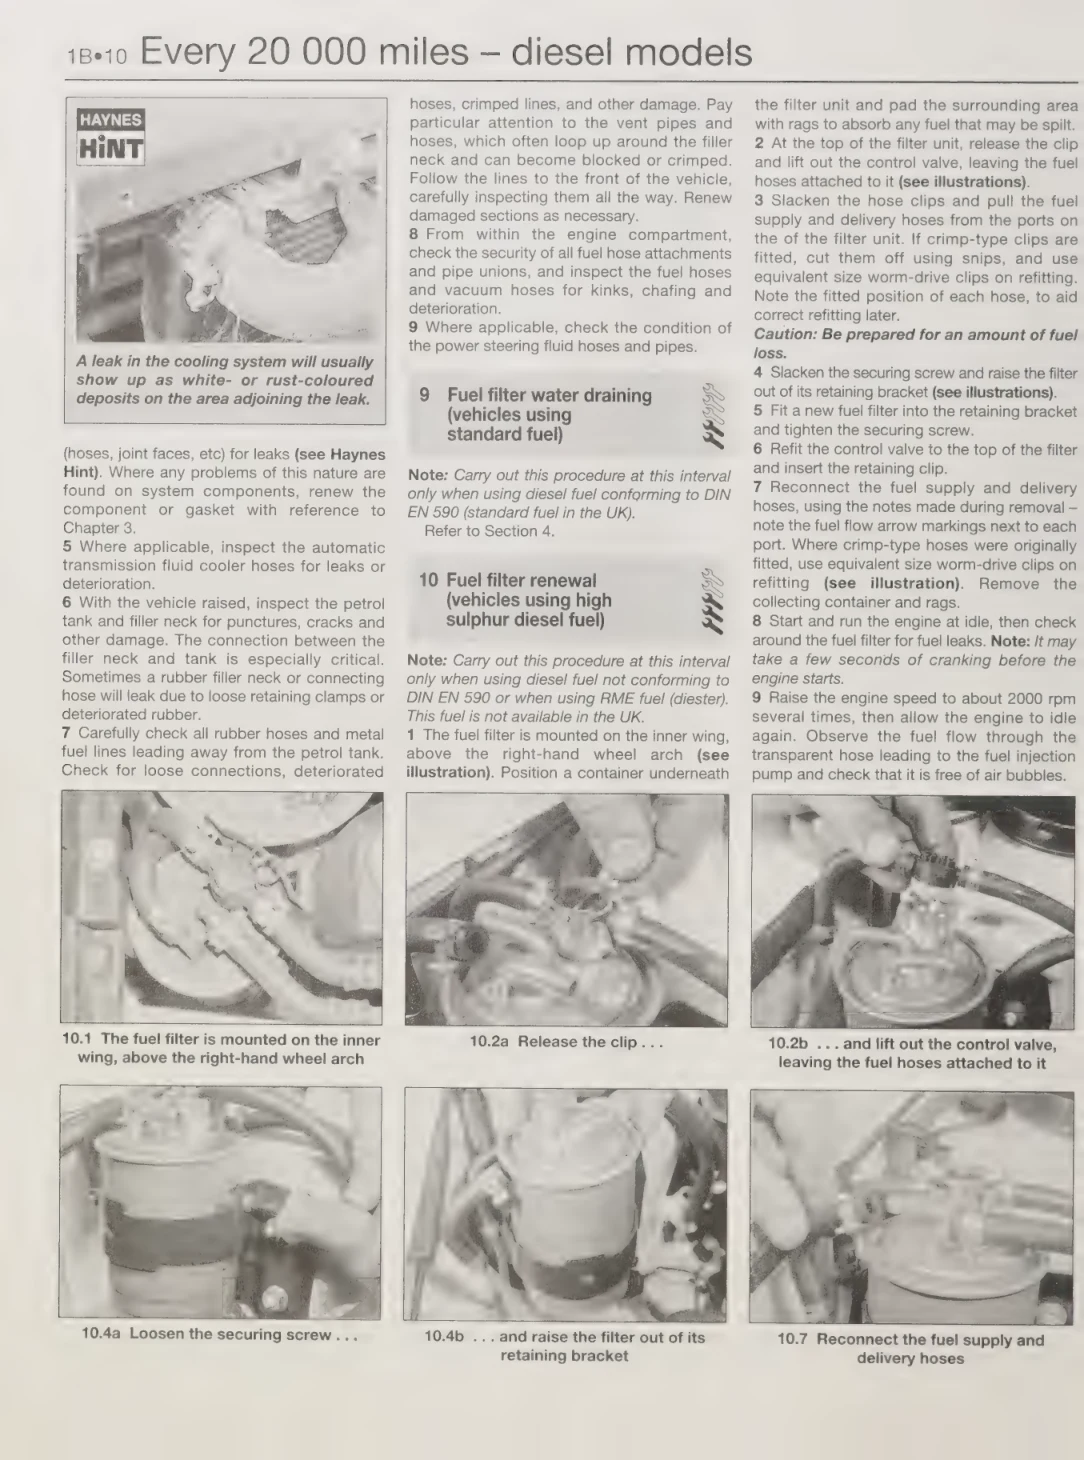 1B•10 Every 20 000 miles – diesel models
HAYNES
HiNT
A leak in the cooling system will usually
show up as white- or rust-coloured
deposits on the area adjoining the leak.
(hoses, joint faces, etc) for leaks (see Haynes
Hint). Where any problems of this nature are
found on system components, renew the
component or gasket with reference to
Chapter 3.
5 Where applicable, inspect the automatic
transmission fluid cooler hoses for leaks or
deterioration.
6 With the vehicle raised, inspect the petrol
tank and filler neck for punctures, cracks and
other damage. The connection between the
filler neck and tank is especially critical.
Sometimes a rubber filler neck or connecting
hose will leak due to loose retaining clamps or
deteriorated rubber.
7 Carefully check all rubber hoses and metal
fuel lines leading away from the petrol tank.
Check for loose connections, deteriorated
hoses, crimped lines, and other damage. Pay
particular attention to the vent pipes and
hoses, which often loop up around the filler
neck and can become blocked or crimped.
Follow the lines to the front of the vehicle,
carefully inspecting them all the way. Renew
damaged sections as necessary.
8 From within the engine compartment,
check the security of all fuel hose attachments
and pipe unions, and inspect the fuel hoses
and vacuum hoses for kinks, chafing and
deterioration.
9 Where applicable, check the condition of
the power steering fluid hoses and pipes.
9 Fuel filter water draining
(vehicles using
standard fuel)
Note: Carry out this procedure at this interval
only when using diesel fuel conforming to DIN
EN 590 (standard fuel in the UK).
Refer to Section 4.
10 Fuel filter renewal
(vehicles using high
sulphur diesel fuel)
Note: Carry out this procedure at this interval
only when using diesel fuel not conforming to
DIN EN 590 or when using RME fuel (diester).
This fuel is not available in the UK.
1 The fuel filter is mounted on the inner wing,
above the right-hand wheel arch (see
illustration). Position a container underneath
the filter unit and pad the surrounding area
with rags to absorb any fuel that may be spilt.
2 At the top of the filter unit, release the clip
and lift out the control valve, leaving the fuel
hoses attached to it (see illustrations).
3 Slacken the hose clips and pull the fuel
supply and delivery hoses from the ports on
the of the filter unit. If crimp-type clips are
fitted, cut them off using snips, and use
equivalent size worm-drive clips on refitting.
Note the fitted position of each hose, to aid
correct refitting later.
Caution: Be prepared for an amount of fuel
loss.
4 Slacken the securing screw and raise the filter
out of its retaining bracket (see illustrations).
5 Fit a new fuel filter into the retaining bracket
and tighten the securing screw.
6 Refit the control valve to the top of the filter
and insert the retaining clip.
7 Reconnect the fuel supply and delivery
hoses, using the notes made during removal –
note the fuel flow arrow markings next to each
port. Where crimp-type hoses were originally
fitted, use equivalent size worm-drive clips on
refitting (see illustration). Remove the
collecting container and rags.
8 Start and run the engine at idle, then check
around the fuel filter for fuel leaks. Note: It may
take a few seconds of cranking before the
engine starts.
9 Raise the engine speed to about 2000 rpm
several times, then allow the engine to idle
again. Observe the fuel flow through the
transparent hose leading to the fuel injection
pump and check that it is free of air bubbles.
10.1 The fuel filter is mounted on the inner
wing, above the right-hand wheel arch
10.2a Release the clip . . .
10.2b . . . and lift out the control valve,
leaving the fuel hoses attached to it
10.4a Loosen the securing screw . . .
10.4b . . . and raise the filter out of its
retaining bracket
10.7 Reconnect the fuel supply and
delivery hoses